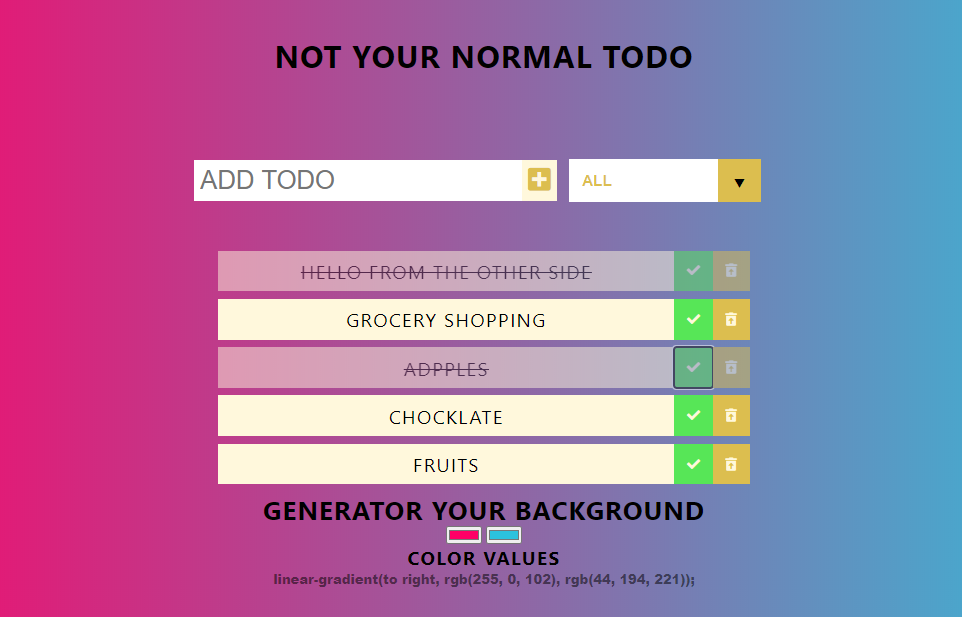 NOT YOUR NORMAL TODO
ADD TODO
ALL
HELLO FROM THE OTHER SIDE
GROCERY SHOPPING
ADPPLES
CHOCKLATE
FRUITS
GENERATOR YOUR BACKGROUND
COLOR VALUES
linear-gradient(to right, rgb(255, 0, 102), rgb(44, 194, 221));